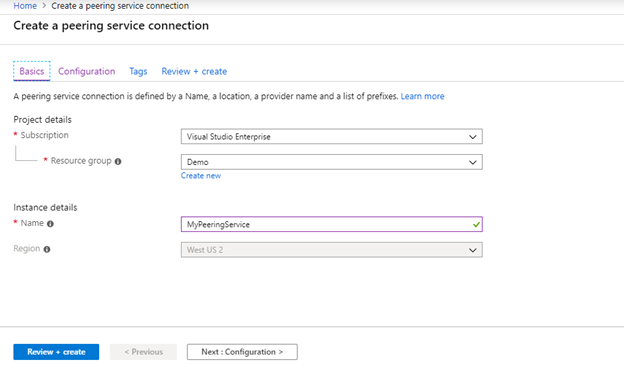 Home > Create a peering service connection
Create a peering service connection
Basics Configuration Tags Review + create
A peering service connection is defined by a Name, a location, a provider name and a list of prefixes. Learn more
Project details
* Subscription Visual Studio Enterprise
* Resource group Demo
Create new
Instance details
* Name MyPeeringService
Region West US 2
Review + create < Previous Next : Configuration >